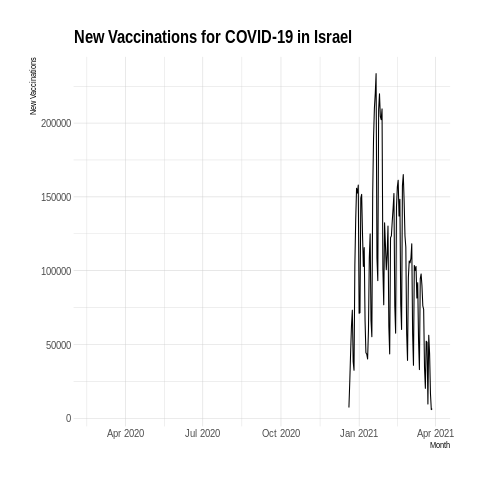 New Vaccinations for COVID-19 in Israel
New Vaccinations
200000
150000
100000
50000
0
Apr 2020 Jul 2020 Oct 2020 Jan 2021 Apr 2021
Month